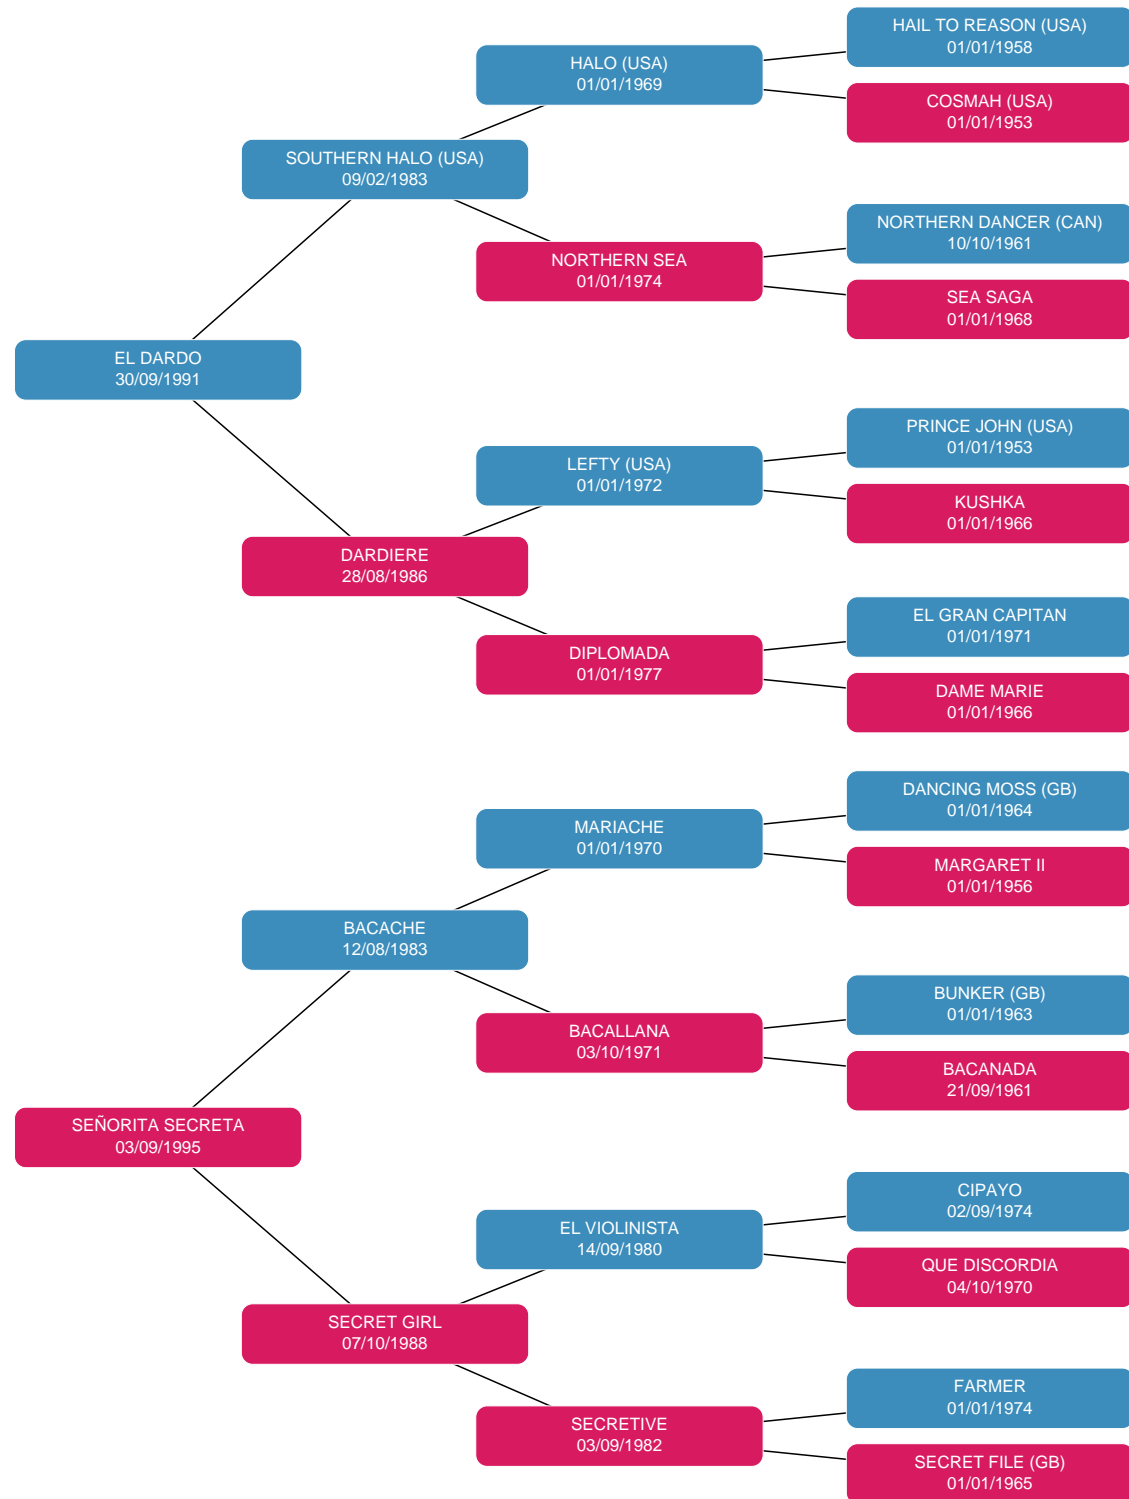 HAIL TO REASON (USA)
01/01/1958
HALO (USA)
01/01/1969
COSMAH (USA)
01/01/1953
SOUTHERN HALO (USA)
09/02/1983
NORTHERN DANCER (CAN)
10/10/1961
NORTHERN SEA
01/01/1974
SEA SAGA
01/01/1968
EL DARDO
30/09/1991
PRINCE JOHN (USA)
01/01/1953
LEFTY (USA)
01/01/1972
KUSHKA
01/01/1966
DARDIERE
28/08/1986
EL GRAN CAPITAN
01/01/1971
DIPLOMADA
01/01/1977
DAME MARIE
01/01/1966
DANCING MOSS (GB)
01/01/1964
MARIACHE
01/01/1970
MARGARET II
01/01/1956
BACACHE
12/08/1983
BUNKER (GB)
01/01/1963
BACALLANA
03/10/1971
BACANADA
21/09/1961
SEÑORITA SECRETA
03/09/1995
CIPAYO
02/09/1974
EL VIOLINISTA
14/09/1980
QUE DISCORDIA
04/10/1970
SECRET GIRL
07/10/1988
FARMER
01/01/1974
SECRETIVE
03/09/1982
SECRET FILE (GB)
01/01/1965